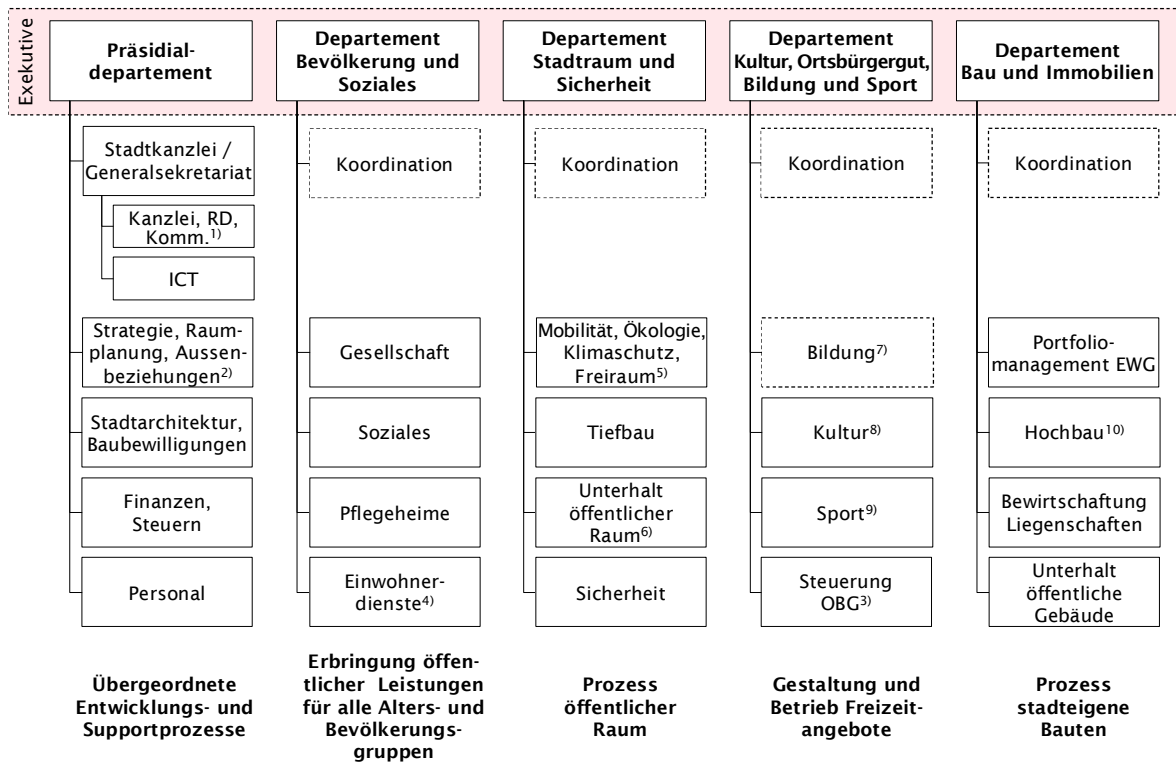 Exekutive
Präsidial-
departement
Departement
Bevölkerung und
Soziales
Departement
Stadtraum und
Sicherheit
Departement
Kultur, Ortsbürgergut,
Bildung und Sport
Departement
Bau und Immobilien
Stadtkanzlei /
Generalsekretariat
Kanzlei, RD,
Komm.1)
ICT
Strategie, Raum-
planung, Aussen-
beziehungen2)
Stadtarchitektur,
Baubewilligungen
Finanzen,
Steuern
Personal
Übergeordnete
Entwicklungs- und
Supportprozesse
Koordination
Gesellschaft
Soziales
Pflegeheime
Einwohner-
dienste4)
Erbringung öffen-
tlicher Leistungen
für alle Alters- und
Bevölkerungs-
gruppen
Koordination
Mobilität, Ökologie,
Klimaschutz,
Freiraum5)
Tiefbau
Unterhalt
öffentlicher
Raum6)
Sicherheit
Prozess
öffentlicher
Raum
Koordination
Bildung7)
Kultur8)
Sport9)
Steuerung
OBG3)
Gestaltung und
Betrieb Freizeit-
angebote
Koordination
Portfolio-
management EWG
Hochbau10)
Bewirtschaftung
Liegenschaften
Unterhalt
öffentliche
Gebäude
Prozess
stadteigene
Bauten